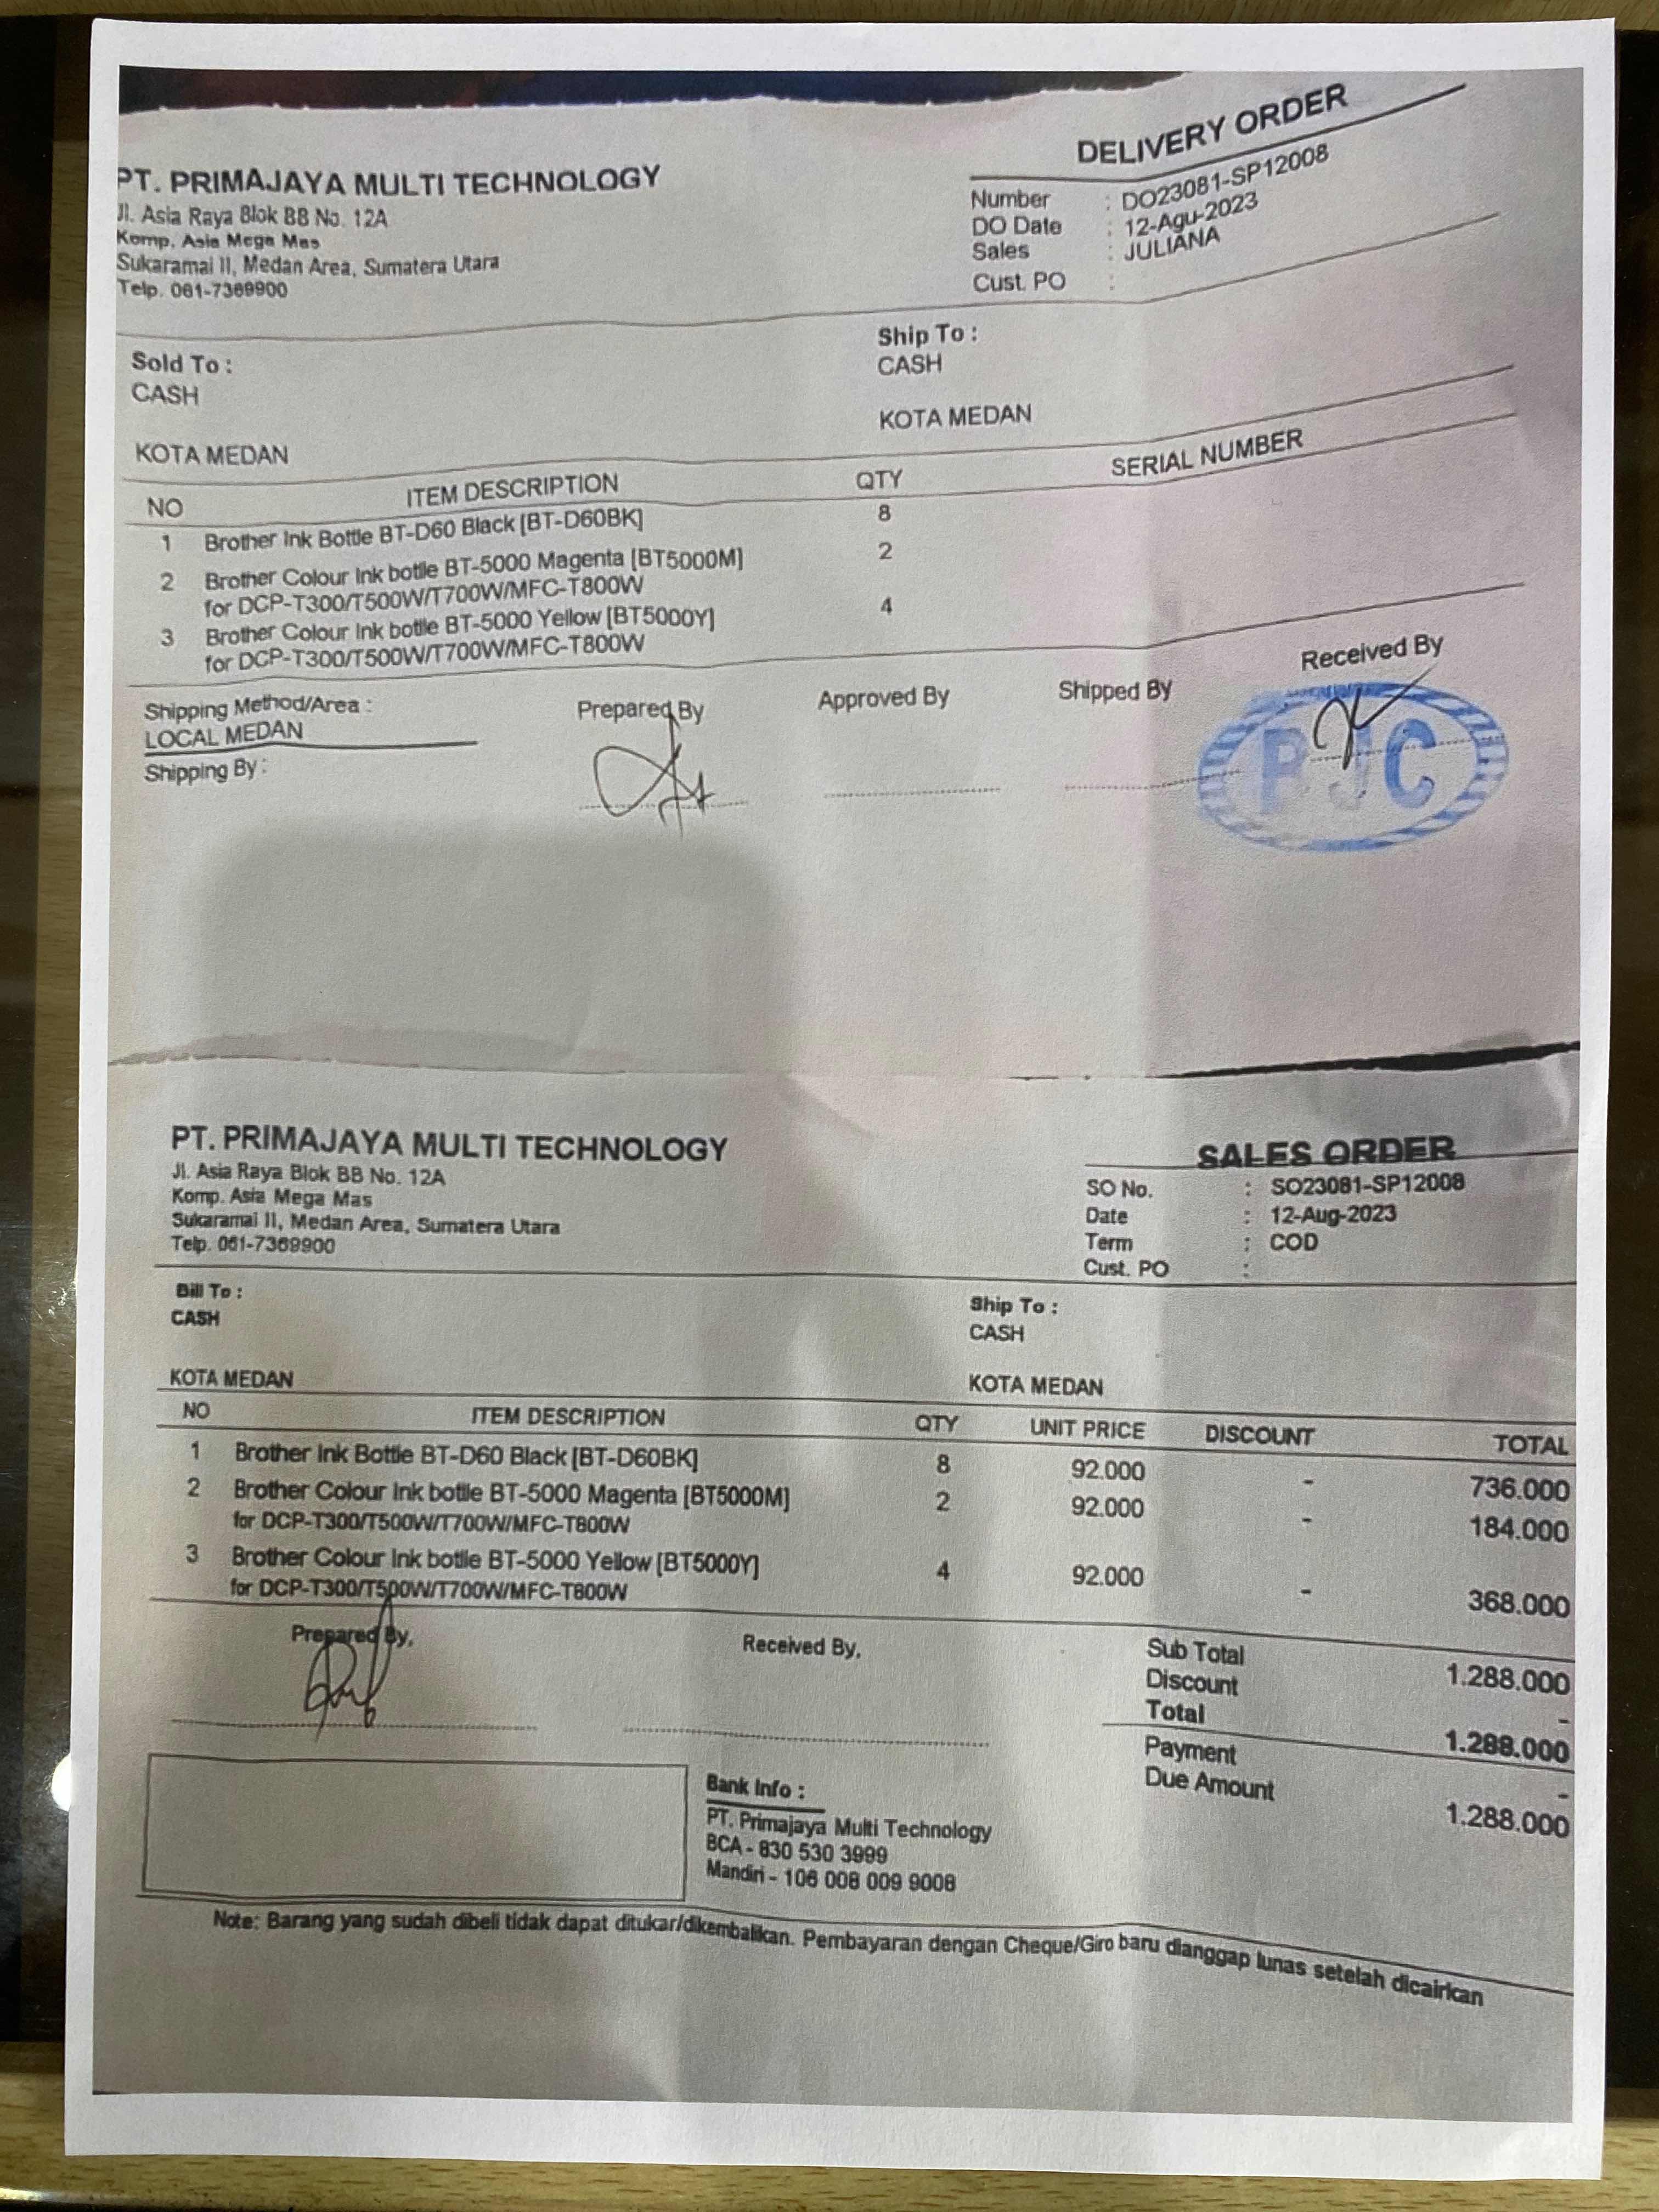 DELIVERY ORDER
PT. PRIMAJAYA MULTI TECHNOLOGY
Jl. Asia Raya Blok BB No. 12A
Komp. Asia Mega Mas
Sukaramai II, Medan Area, Sumatera Utara
Telp. 061-7369900
Number : DO23081-SP12008
DO Date : 12-Agu-2023
Sales : JULIANA
Cust. PO :
Sold To :
CASH
KOTA MEDAN
Ship To :
CASH
KOTA MEDAN
NO ITEM DESCRIPTION QTY SERIAL NUMBER
1 Brother Ink Bottle BT-D60 Black [BT-D60BK] 8
2 Brother Colour Ink botlle BT-5000 Magenta [BT5000M] 2
for DCP-T300/T500W/T700W/MFC-T800W
3 Brother Colour Ink botlle BT-5000 Yellow [BT5000Y] 4
for DCP-T300/T500W/T700W/MFC-T800W
Shipping Method/Area :
LOCAL MEDAN
Shipping By :
Prepared By Approved By Shipped By Received By
PJC
PT. PRIMAJAYA MULTI TECHNOLOGY
Jl. Asia Raya Blok BB No. 12A
Komp. Asia Mega Mas
Sukaramai II, Medan Area, Sumatera Utara
Telp. 061-7369900
SALES ORDER
SO No. : SO23081-SP12008
Date : 12-Aug-2023
Term : COD
Cust. PO :
Bill To :
CASH
KOTA MEDAN
Ship To :
CASH
KOTA MEDAN
NO ITEM DESCRIPTION QTY UNIT PRICE DISCOUNT TOTAL
1 Brother Ink Bottle BT-D60 Black [BT-D60BK] 8 92.000 - 736.000
2 Brother Colour Ink botlle BT-5000 Magenta [BT5000M] 2 92.000 - 184.000
for DCP-T300/T500W/T700W/MFC-T800W
3 Brother Colour Ink botlle BT-5000 Yellow [BT5000Y] 4 92.000 - 368.000
for DCP-T300/T500W/T700W/MFC-T800W
Prepared By, Received By,
Sub Total 1.288.000
Discount -
Total 1.288.000
Payment -
Due Amount 1.288.000
Bank Info :
PT. Primajaya Multi Technology
BCA - 830 530 3999
Mandiri - 106 008 009 9008
Note: Barang yang sudah dibeli tidak dapat ditukar/dikembalikan. Pembayaran dengan Cheque/Giro baru dianggap lunas setelah dicairkan